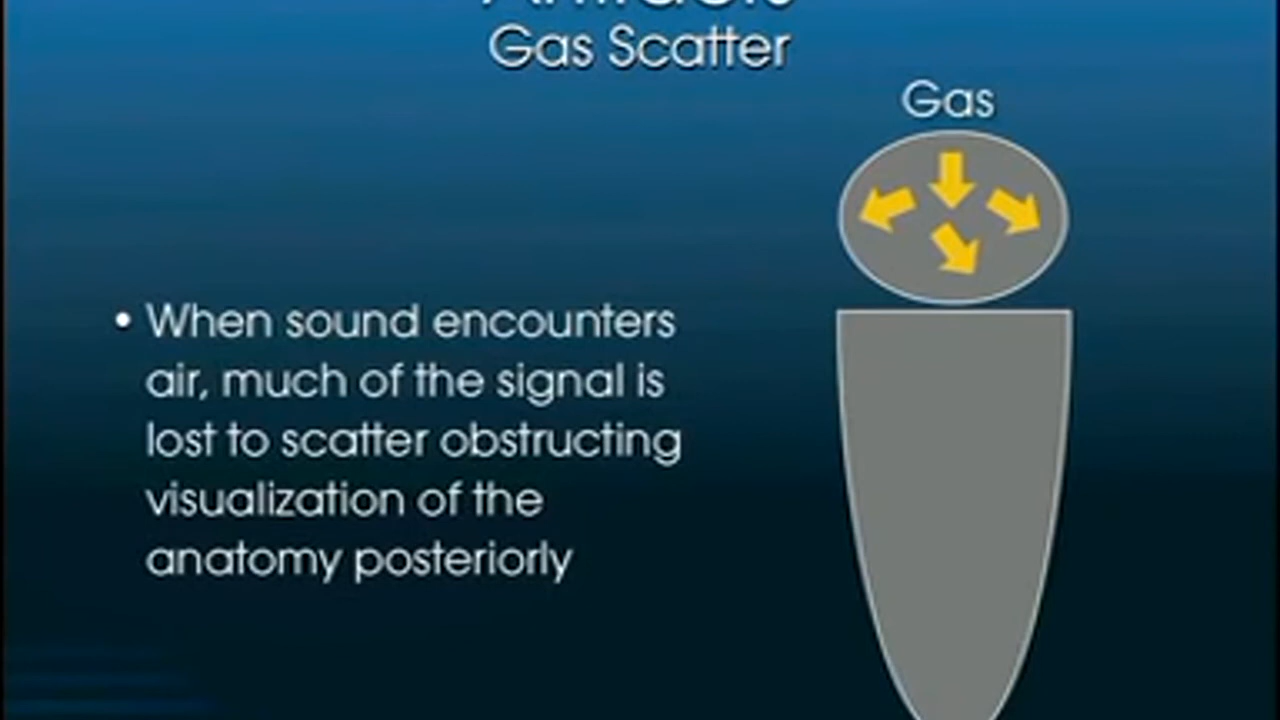 Gas Scatter
Gas
• When sound encounters
air, much of the signal is
lost to scatter obstructing
visualization of the
anatomy posteriorly